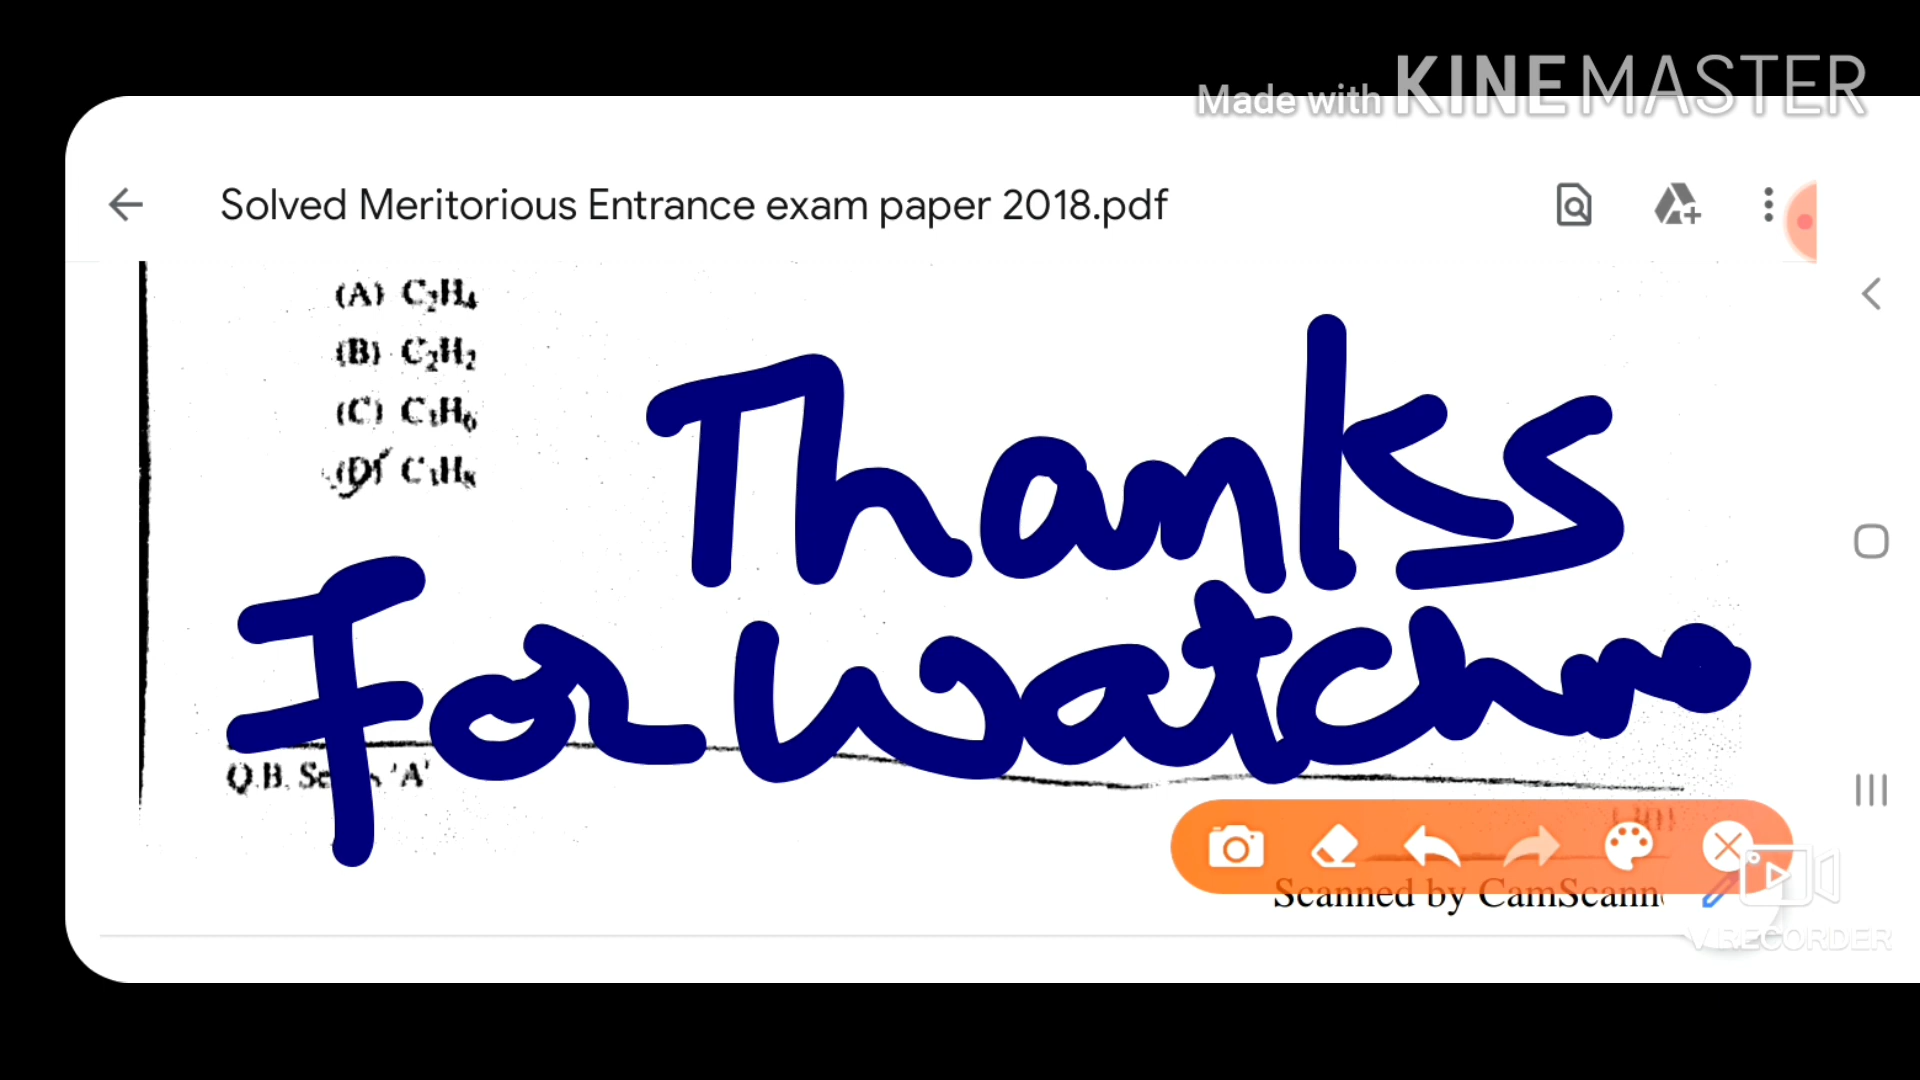 Made with KINEMASTER
Solved Meritorious Entrance exam paper 2018.pdf
(A) C₂H₄
(B) C₂H₂
(C) C₃H₆
(D) C₃H₈
Thanks
For watch
Q.B. 'A'
Scanned by
V RECORDER